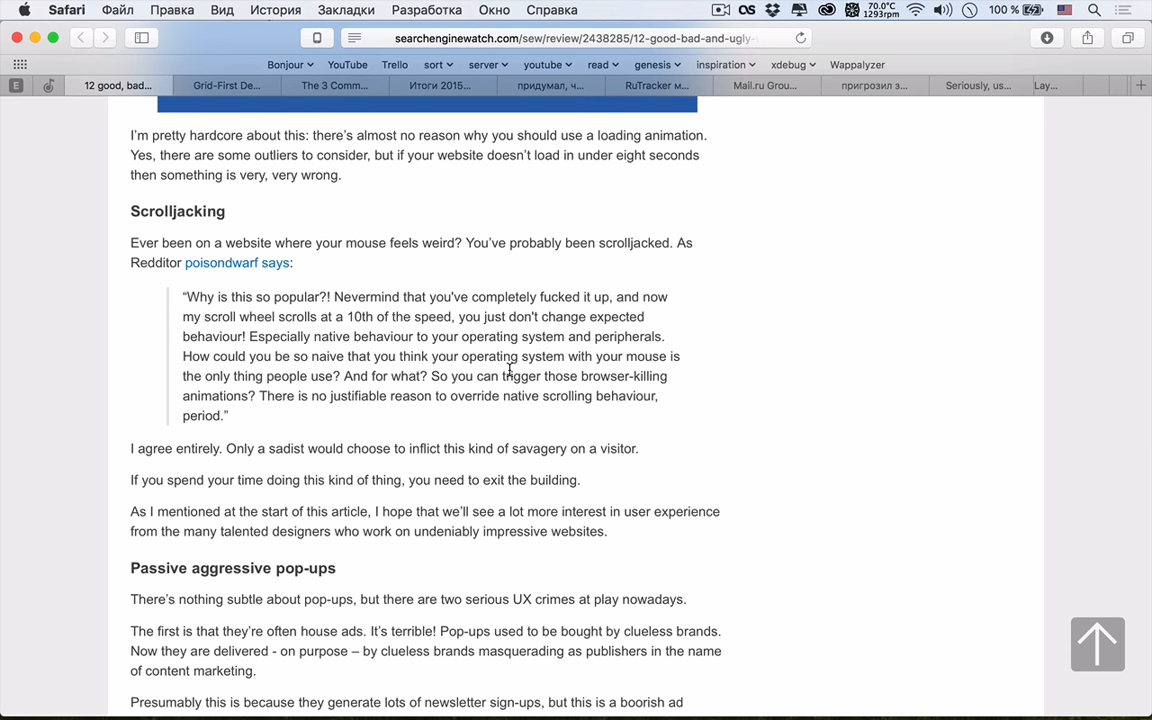 Safari Файл Правка Вид История Закладки Разработка Окно Справка 70.0°C 1293rpm 100 %
searchenginewatch.com/sew/review/2438285/12-good-bad-and-ugly-
Bonjour YouTube Trello sort server youtube read genesis inspiration xdebug Wappalyzer
E 12 good, bad... Grid-First De... The 3 Comm... Итоги 2015... придумал, ч... RuTracker м... Mail.ru Grou... пригрозил з... Seriously, us... Lay...
I'm pretty hardcore about this: there's almost no reason why you should use a loading animation.
Yes, there are some outliers to consider, but if your website doesn't load in under eight seconds
then something is very, very wrong.
Scrolljacking
Ever been on a website where your mouse feels weird? You've probably been scrolljacked. As
Redditor poisondwarf says:
“Why is this so popular?! Nevermind that you've completely fucked it up, and now
my scroll wheel scrolls at a 10th of the speed, you just don't change expected
behaviour! Especially native behaviour to your operating system and peripherals.
How could you be so naive that you think your operating system with your mouse is
the only thing people use? And for what? So you can trigger those browser-killing
animations? There is no justifiable reason to override native scrolling behaviour,
period.”
I agree entirely. Only a sadist would choose to inflict this kind of savagery on a visitor.
If you spend your time doing this kind of thing, you need to exit the building.
As I mentioned at the start of this article, I hope that we'll see a lot more interest in user experience
from the many talented designers who work on undeniably impressive websites.
Passive aggressive pop-ups
There's nothing subtle about pop-ups, but there are two serious UX crimes at play nowadays.
The first is that they're often house ads. It's terrible! Pop-ups used to be bought by clueless brands.
Now they are delivered - on purpose – by clueless brands masquerading as publishers in the name
of content marketing.
Presumably this is because they generate lots of newsletter sign-ups, but this is a boorish ad